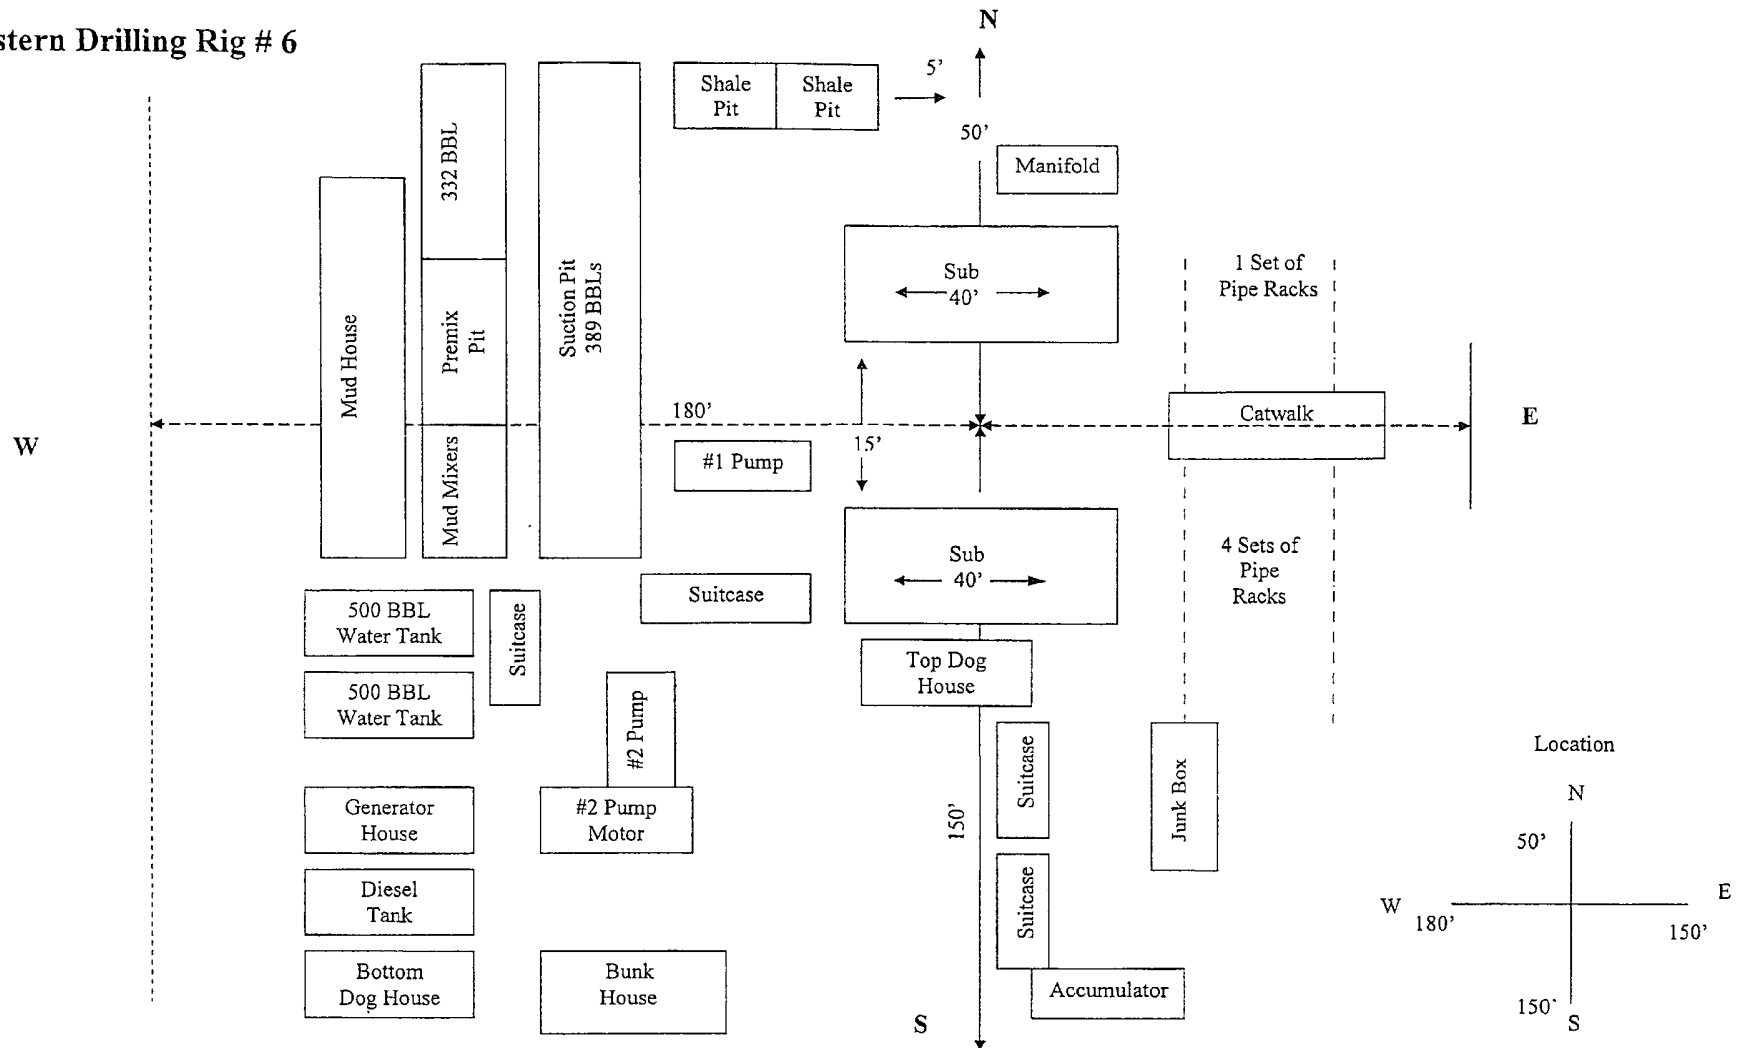 stern Drilling Rig # 6
N
5'
50'
Shale
Pit
Shale
Pit
Manifold
332 BBL
Premix
Pit
Mud Mixers
Mud House
Suction Pit
389 BBLs
Sub
40'
1 Set of
Pipe Racks
W
180'
15'
Catwalk
E
#1 Pump
Sub
40'
4 Sets of
Pipe
Racks
Suitcase
500 BBL
Water Tank
Suitcase
500 BBL
Water Tank
#2 Pump
Top Dog
House
Generator
House
#2 Pump
Motor
150'
Suitcase
Junk Box
Diesel
Tank
Suitcase
Bottom
Dog House
Bunk
House
Accumulator
S
Location
N
50'
W
180'
E
150'
150'
S